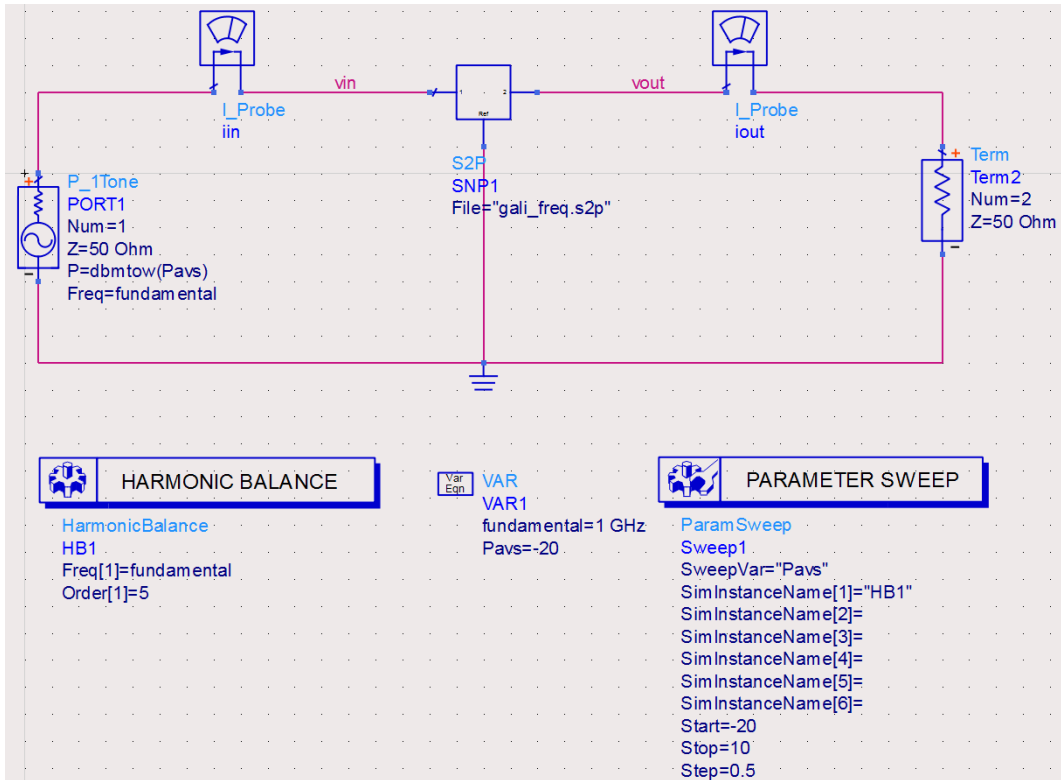 vin
vout
I_Probe
iin
I_Probe
iout
1
2
Ref
+
P_1Tone
PORT1
Num=1
Z=50 Ohm
P=dbmtow(Pavs)
Freq=fundamental
-
S2P
SNP1
File="gali_freq.s2p"
+
Term
Term2
Num=2
Z=50 Ohm
-
HARMONIC BALANCE
HarmonicBalance
HB1
Freq[1]=fundamental
Order[1]=5
Var
Eqn
VAR
VAR1
fundamental=1 GHz
Pavs=-20
PARAMETER SWEEP
ParamSweep
Sweep1
SweepVar="Pavs"
SimInstanceName[1]="HB1"
SimInstanceName[2]=
SimInstanceName[3]=
SimInstanceName[4]=
SimInstanceName[5]=
SimInstanceName[6]=
Start=-20
Stop=10
Step=0.5